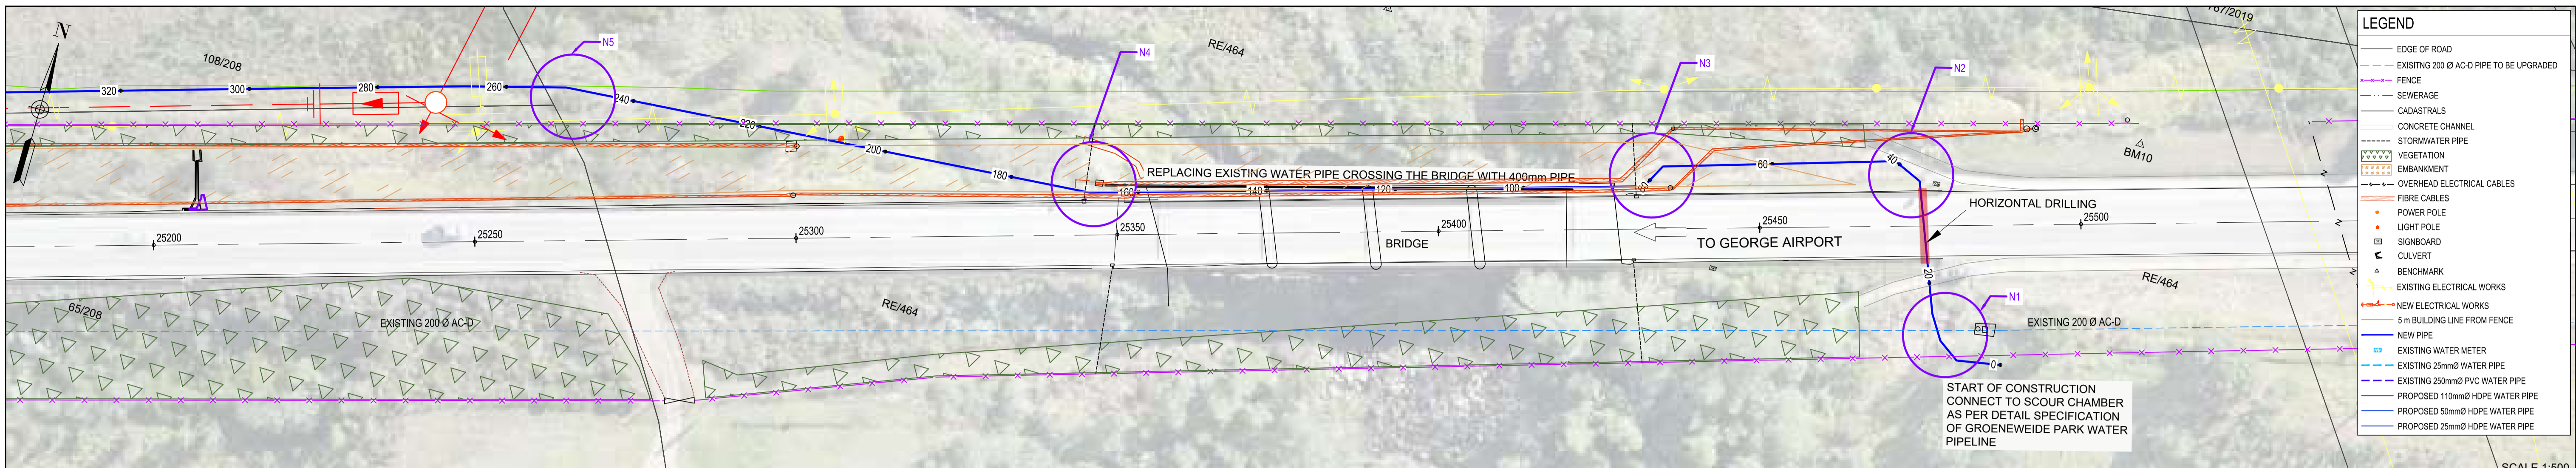 N
108/208
N5
N4
RE/464
N3
N2
767/2019
320
300
280
260
240
220
200
180
160
140
120
100
80
60
40
20
0
BM10
REPLACING EXISTING WATER PIPE CROSSING THE BRIDGE WITH 400mm PIPE
HORIZONTAL DRILLING
25200
25250
25300
25350
25400
25450
25500
BRIDGE
TO GEORGE AIRPORT
65/208
EXISTING 200 Ø AC-D
RE/464
RE/464
N1
EXISTING 200 Ø AC-D
START OF CONSTRUCTION
CONNECT TO SCOUR CHAMBER
AS PER DETAIL SPECIFICATION
OF GROENEWEIDE PARK WATER
PIPELINE
LEGEND
EDGE OF ROAD
EXISITNG 200 Ø AC-D PIPE TO BE UPGRADED
FENCE
SEWERAGE
CADASTRALS
CONCRETE CHANNEL
STORMWATER PIPE
VEGETATION
EMBANKMENT
OVERHEAD ELECTRICAL CABLES
FIBRE CABLES
POWER POLE
LIGHT POLE
SIGNBOARD
CULVERT
BENCHMARK
EXISTING ELECTRICAL WORKS
NEW ELECTRICAL WORKS
5 m BUILDING LINE FROM FENCE
NEW PIPE
EXISTING WATER METER
EXISTING 25mmØ WATER PIPE
EXISTING 250mmØ PVC WATER PIPE
PROPOSED 110mmØ HDPE WATER PIPE
PROPOSED 50mmØ HDPE WATER PIPE
PROPOSED 25mmØ HDPE WATER PIPE
SCALE 1:500